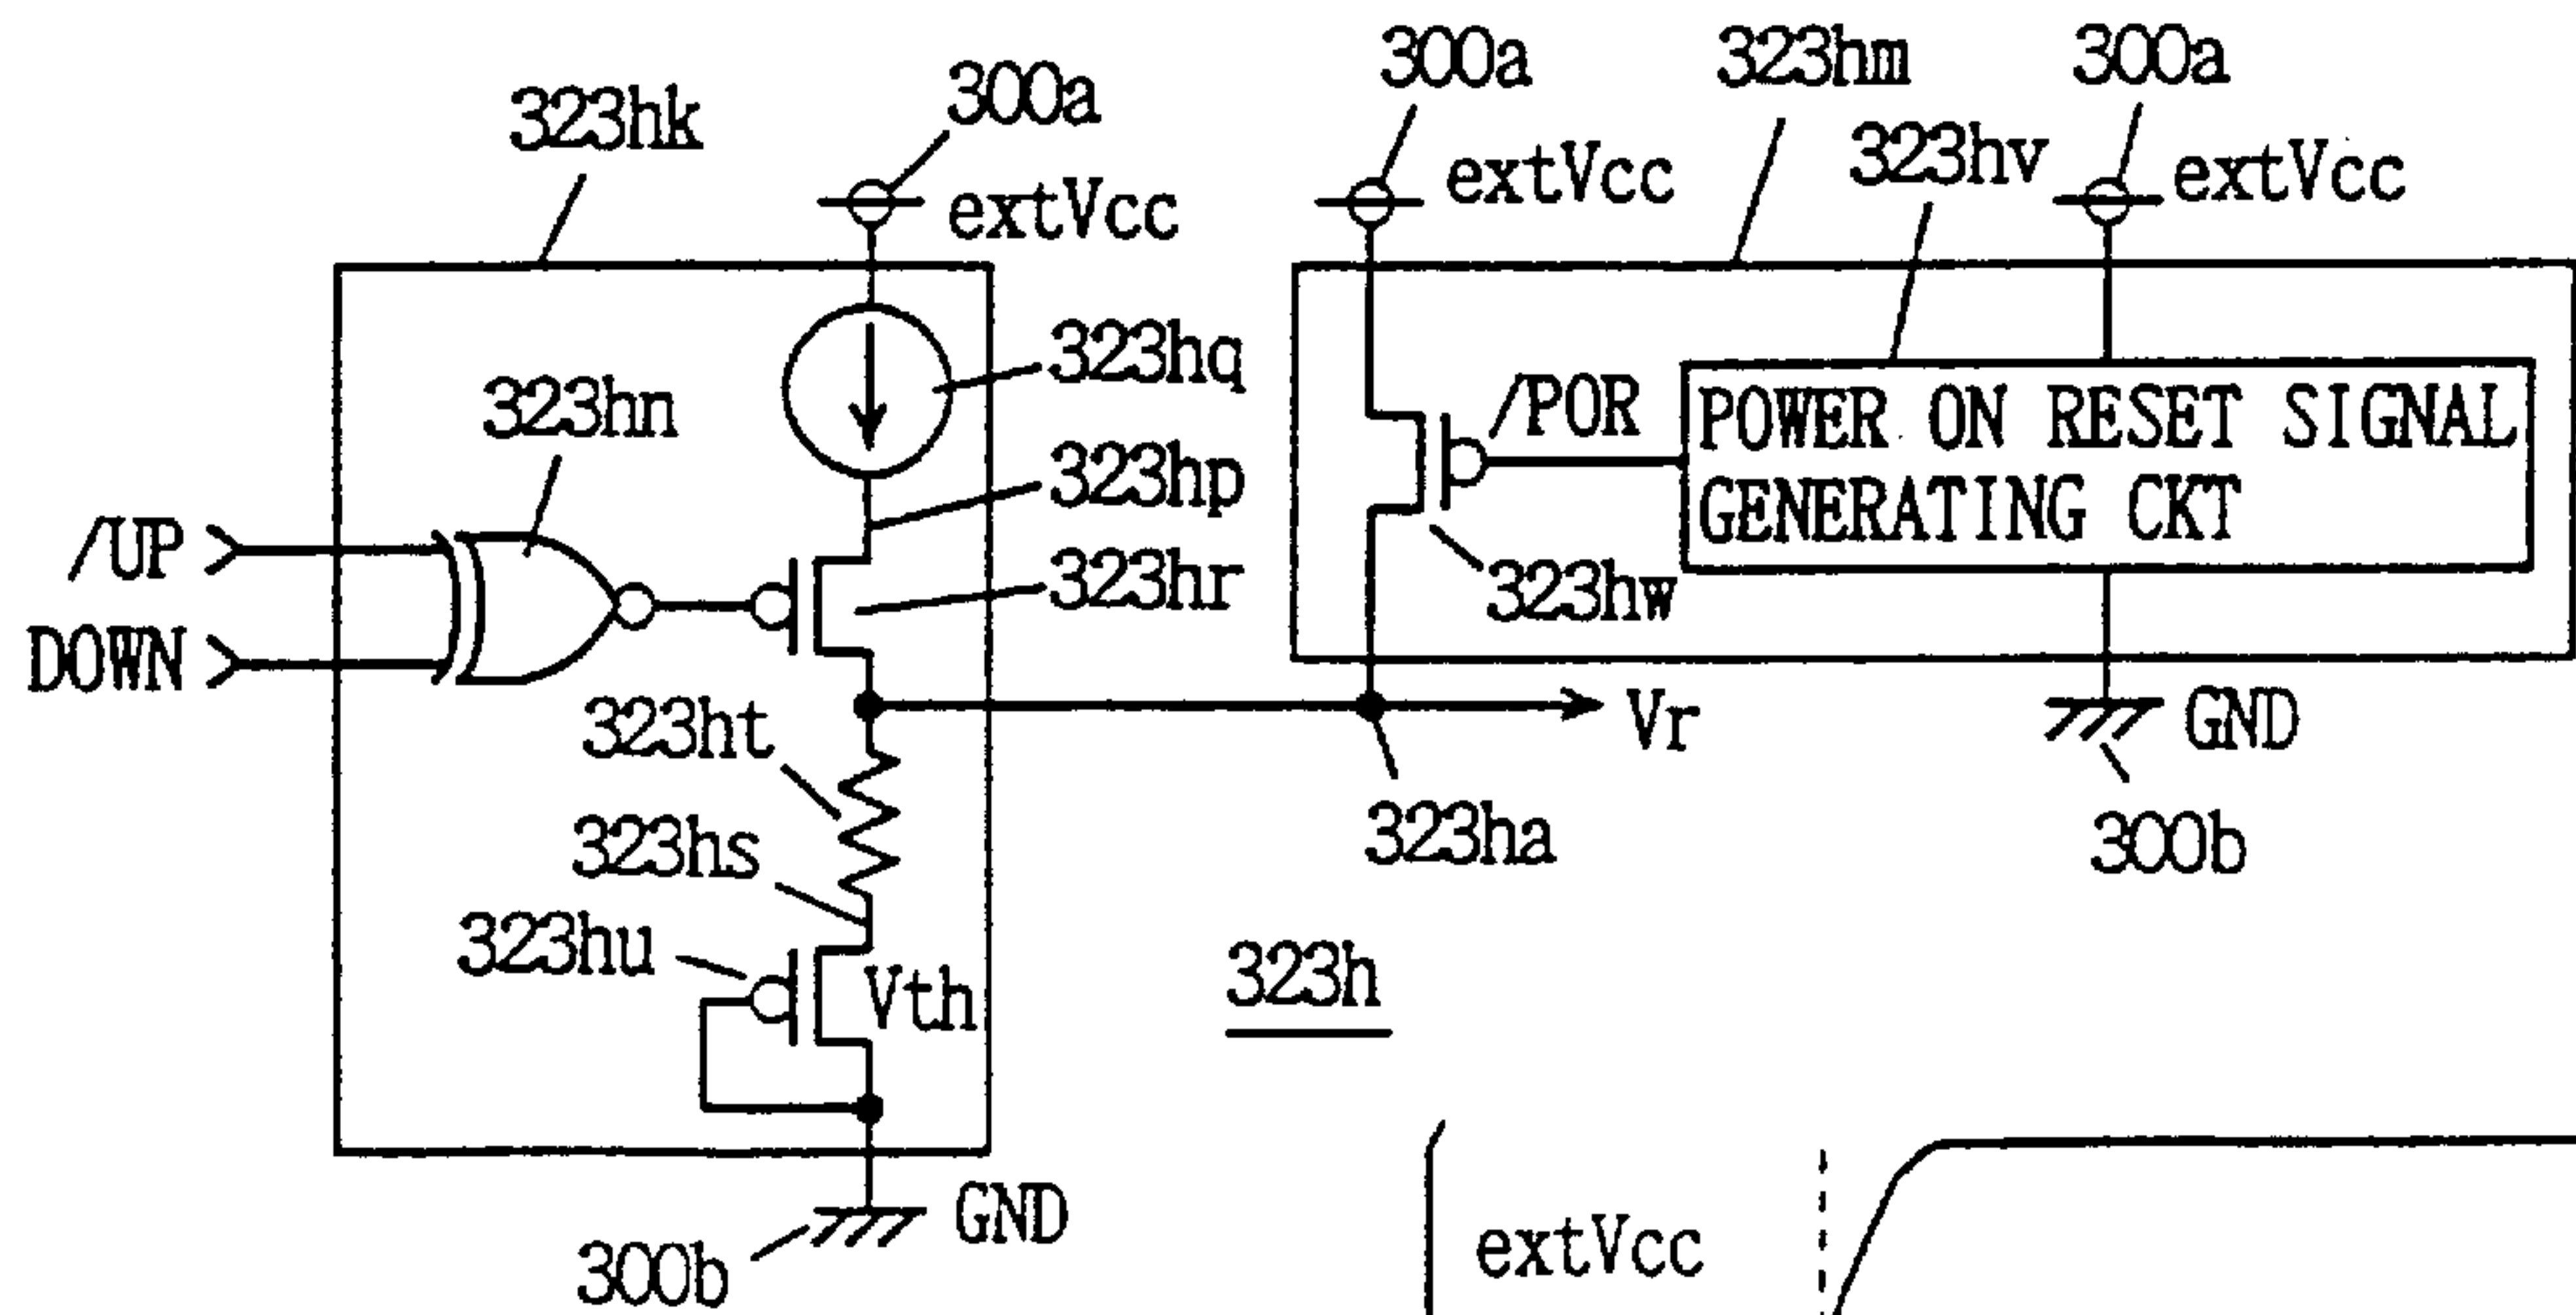 300a
323hm
300a
323hk
300a
extVcc
323hv
extVcc
extVcc
323hq
323hn
/POR
POWER ON RESET SIGNAL
GENERATING CKT
323hp
/UP
323hr
323hw
DOWN
323ht
Vr
GND
323hs
323ha
300b
323hu
Vth
323h
GND
extVcc
300b